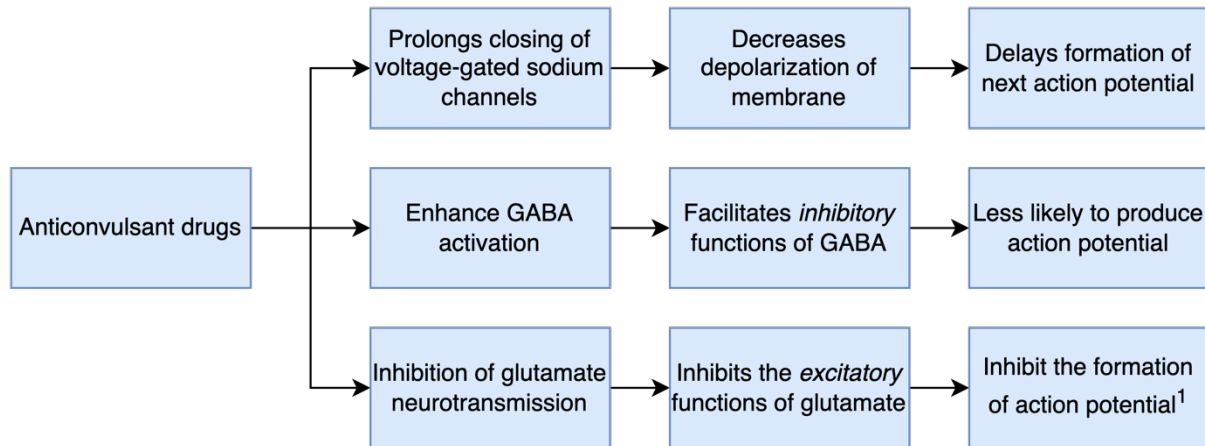 Prolongs closing of
voltage-gated sodium
channels
Decreases
depolarization of
membrane
Delays formation of
next action potential
Anticonvulsant drugs
Enhance GABA
activation
Facilitates inhibitory
functions of GABA
Less likely to produce
action potential
Inhibition of glutamate
neurotransmission
Inhibits the excitatory
functions of glutamate
Inhibit the formation
of action potential¹